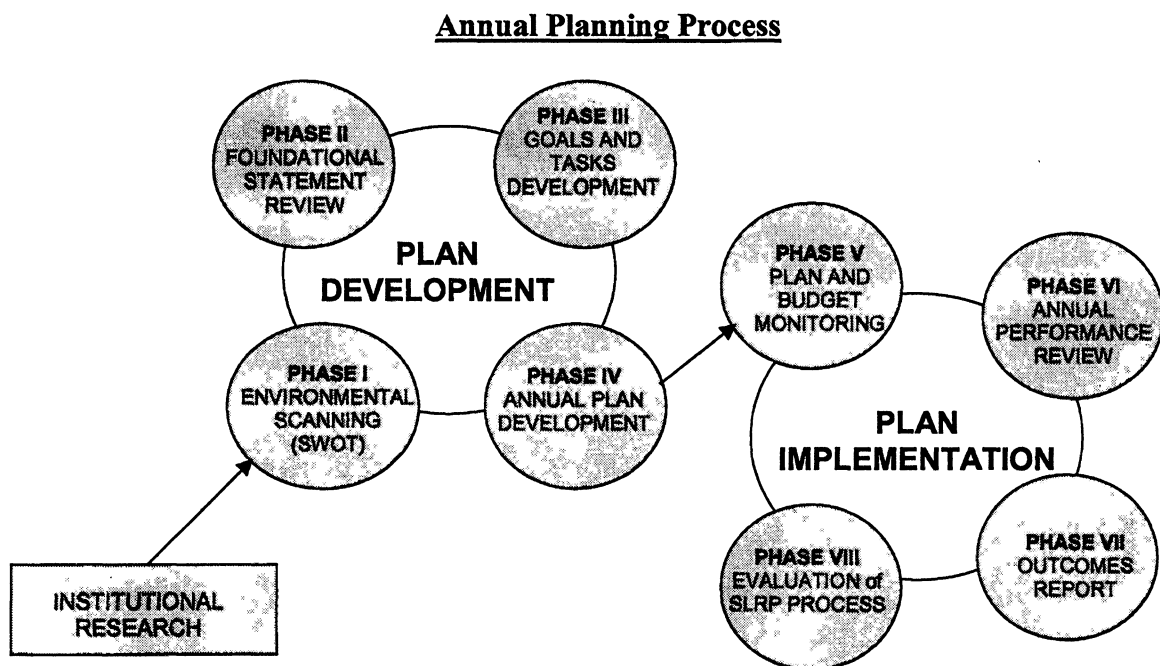 Annual Planning Process
PHASE II
FOUNDATIONAL
STATEMENT
REVIEW
PHASE III
GOALS AND
TASKS
DEVELOPMENT
PLAN
DEVELOPMENT
PHASE I
ENVIRONMENTAL
SCANNING
(SWOT)
PHASE IV
ANNUAL PLAN
DEVELOPMENT
INSTITUTIONAL
RESEARCH
PHASE V
PLAN AND
BUDGET
MONITORING
PHASE VI
ANNUAL
PERFORMANCE
REVIEW
PLAN
IMPLEMENTATION
PHASE VIII
EVALUATION of
SLRP PROCESS
PHASE VII
OUTCOMES
REPORT